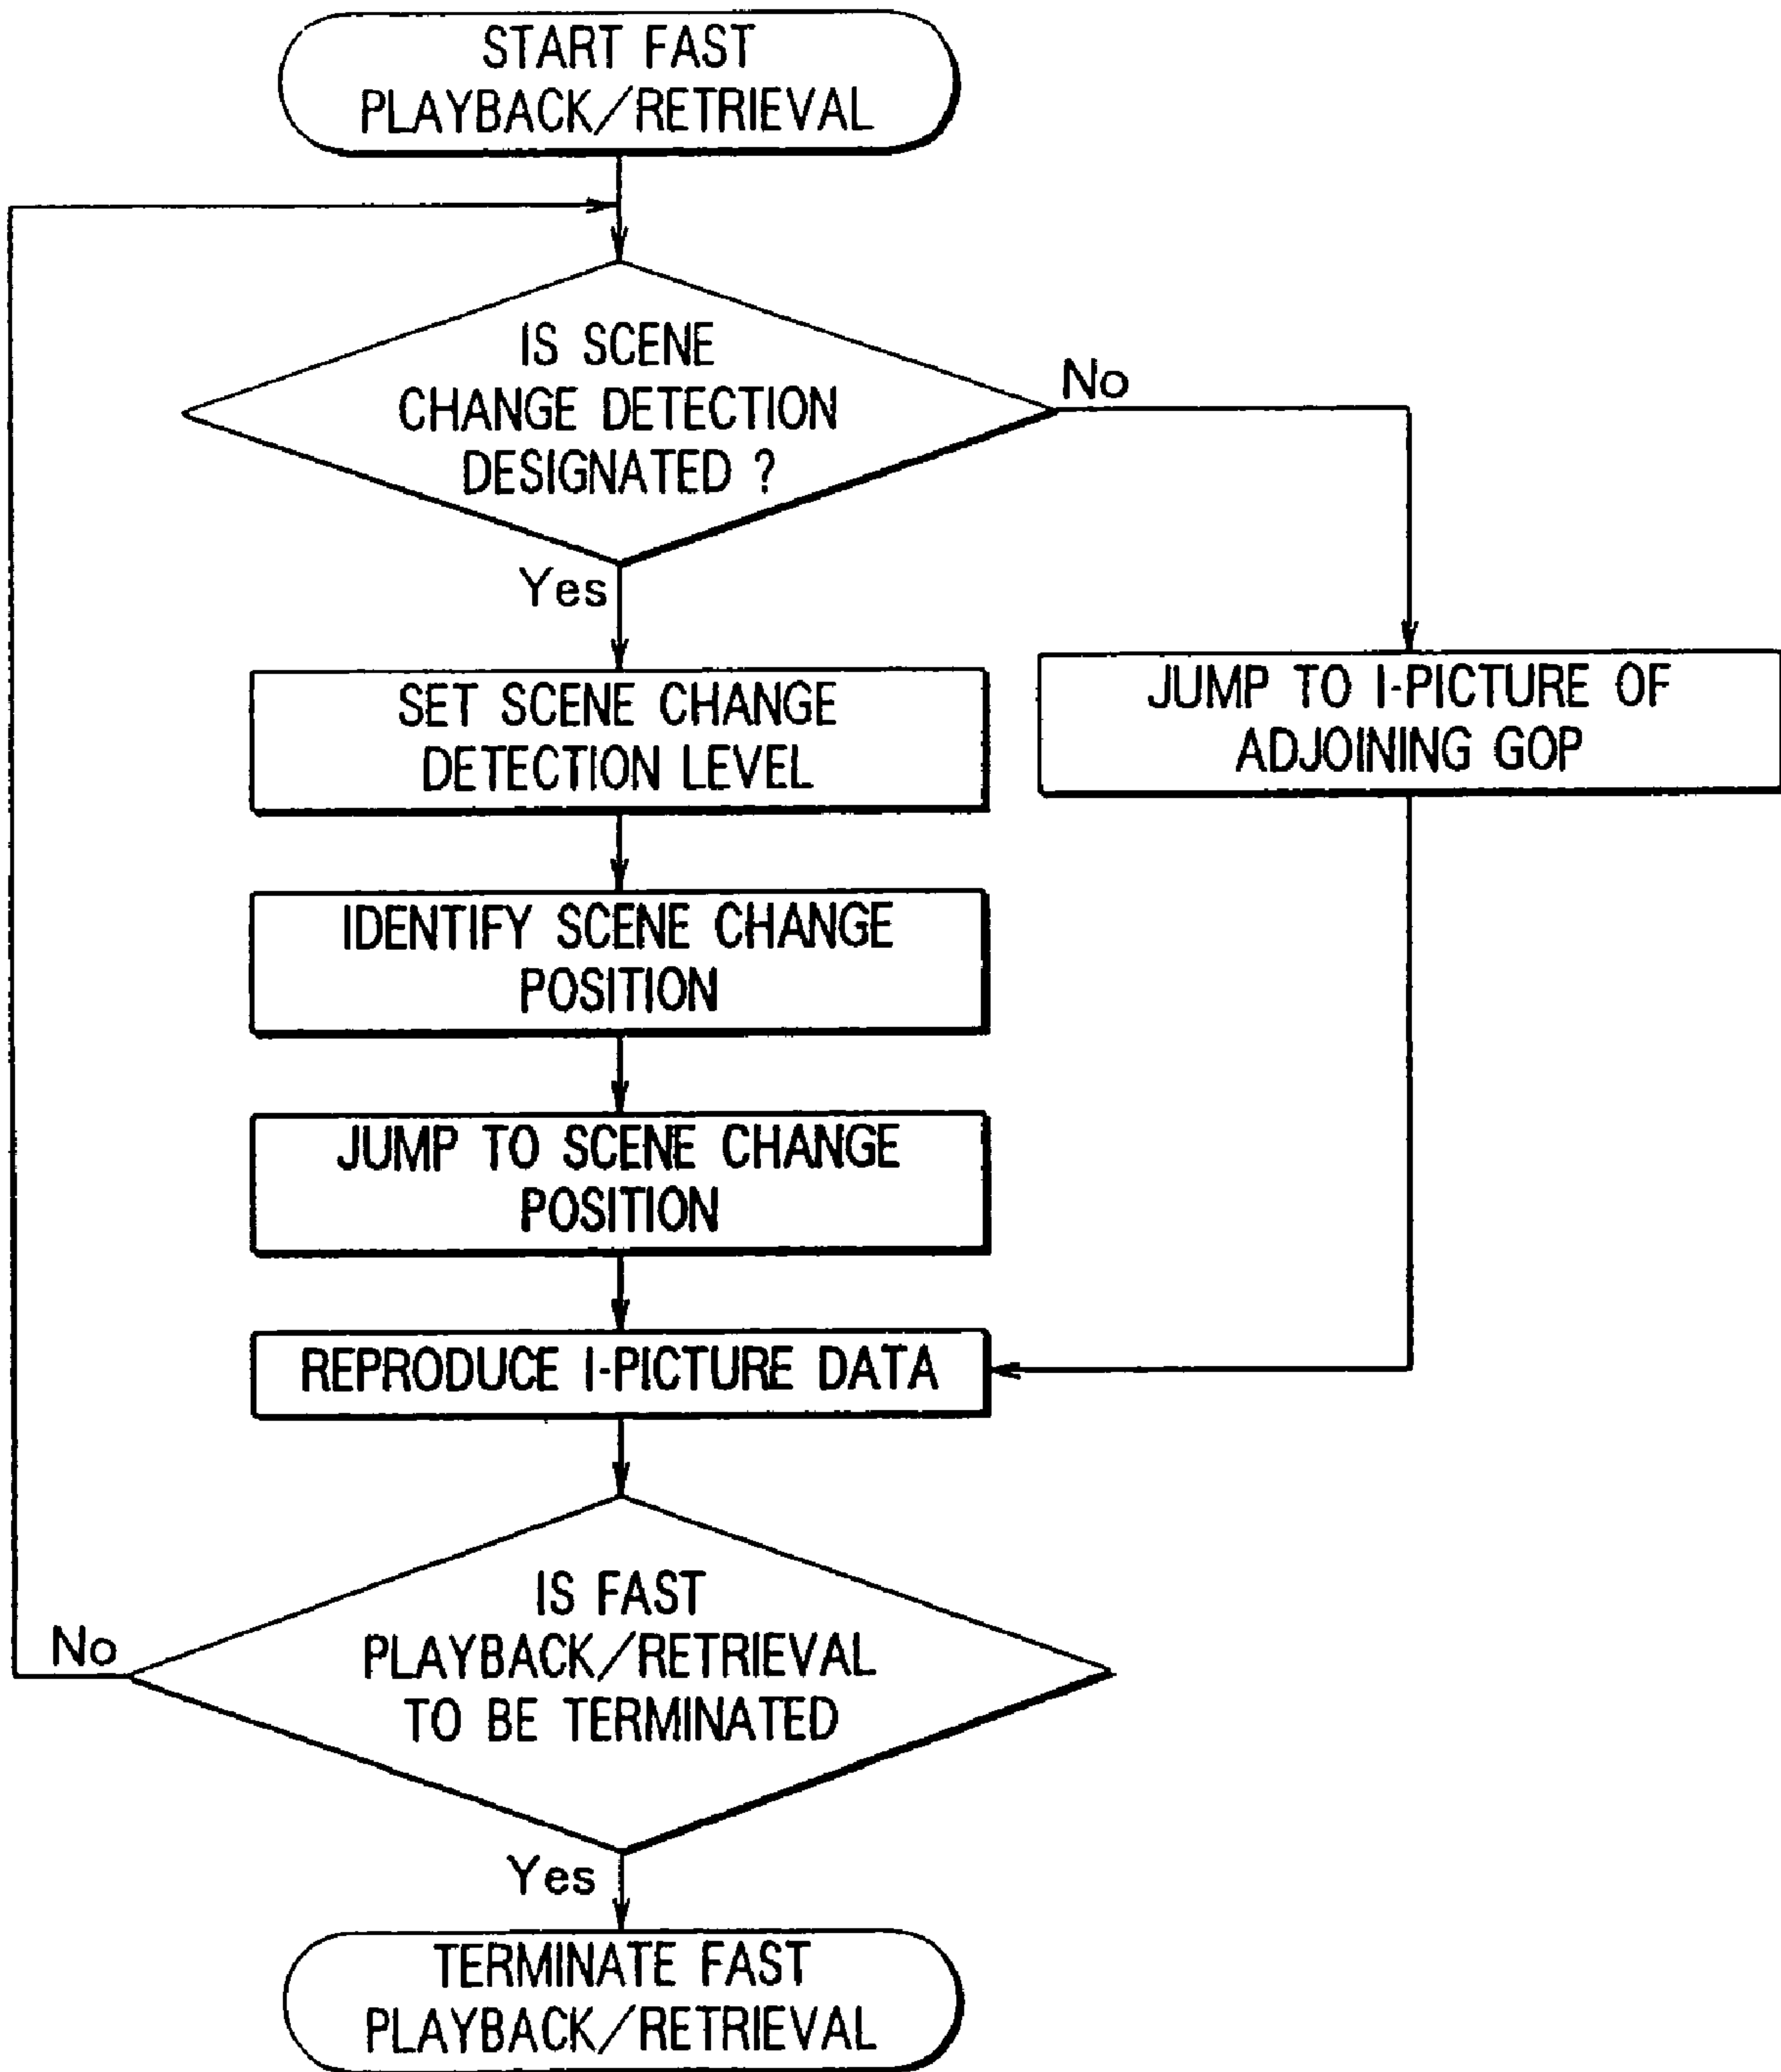 START FAST
PLAYBACK/RETRIEVAL
IS SCENE
CHANGE DETECTION
DESIGNATED ?
No
Yes
SET SCENE CHANGE
DETECTION LEVEL
JUMP TO I-PICTURE OF
ADJOINING GOP
IDENTIFY SCENE CHANGE
POSITION
JUMP TO SCENE CHANGE
POSITION
REPRODUCE I-PICTURE DATA
IS FAST
PLAYBACK/RETRIEVAL
TO BE TERMINATED
No
Yes
TERMINATE FAST
PLAYBACK/RETRIEVAL